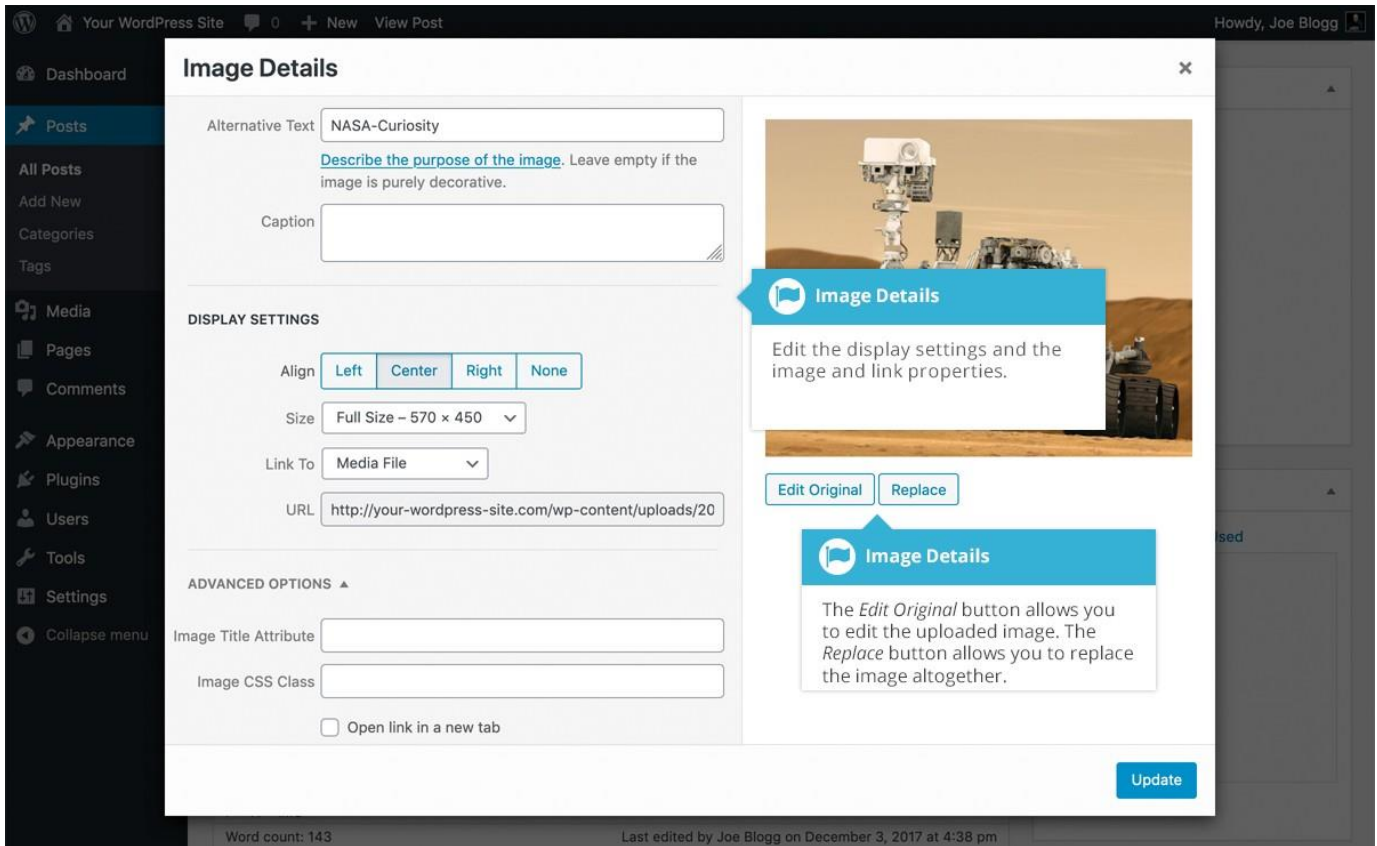 Your WordPress Site 0 + New View Post
Howdy, Joe Blogg
Dashboard
Posts
All Posts
Add New
Categories
Tags
Media
Pages
Comments
Appearance
Plugins
Users
Tools
Settings
Collapse menu
Image Details
×
Alternative Text NASA-Curiosity
Describe the purpose of the image. Leave empty if the
image is purely decorative.
Caption
DISPLAY SETTINGS
Align Left Center Right None
Size Full Size – 570 × 450
Link To Media File
URL http://your-wordpress-site.com/wp-content/uploads/20
ADVANCED OPTIONS ▲
Image Title Attribute
Image CSS Class
Open link in a new tab
Image Details
Edit the display settings and the
image and link properties.
Edit Original Replace
Image Details
The Edit Original button allows you
to edit the uploaded image. The
Replace button allows you to replace
the image altogether.
Update
Word count: 143
Last edited by Joe Blogg on December 3, 2017 at 4:38 pm